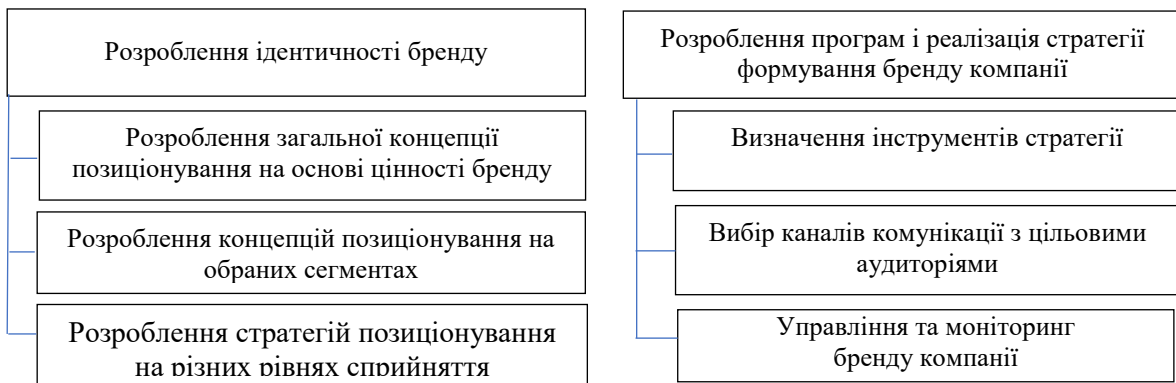 Розроблення ідентичності бренду
Розроблення загальної концепції
позиціонування на основі цінності бренду
Розроблення концепцій позиціонування на
обраних сегментах
Розроблення стратегій позиціонування
на різних рівнях сприйняття
Розроблення програм і реалізація стратегії
формування бренду компанії
Визначення інструментів стратегії
Вибір каналів комунікації з цільовими
аудиторіями
Управління та моніторинг
бренду компанії